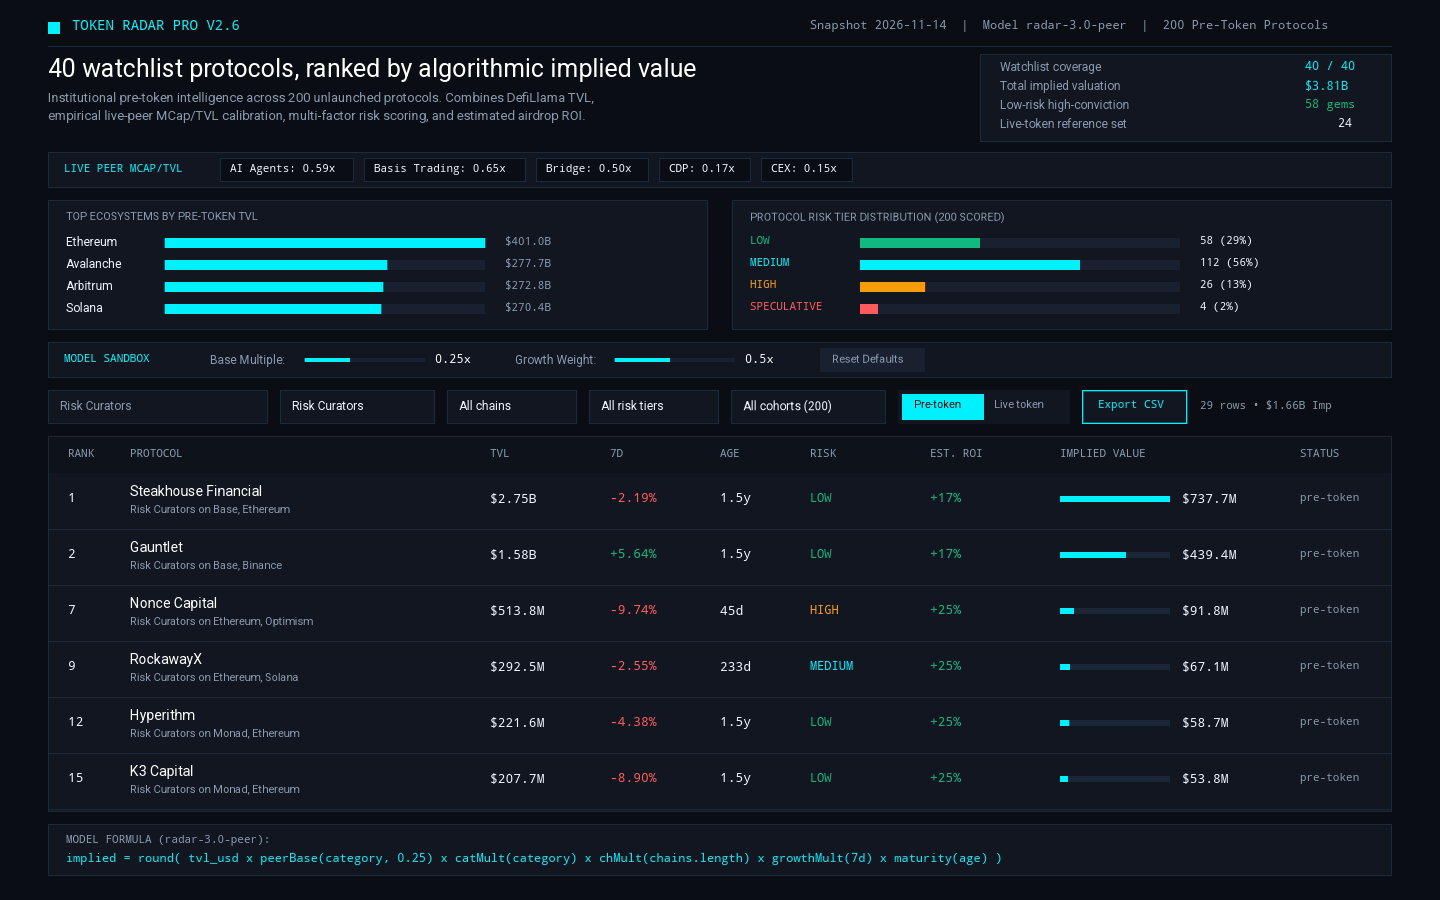 TOKEN RADAR PRO V2.6
Snapshot 2026-11-14 | Model radar-3.0-peer | 200 Pre-Token Protocols
40 watchlist protocols, ranked by algorithmic implied value
Institutional pre-token intelligence across 200 unlaunched protocols. Combines DefiLlama TVL,
empirical live-peer MCap/TVL calibration, multi-factor risk scoring, and estimated airdrop ROI.
Watchlist coverage 40 / 40
Total implied valuation $3.81B
Low-risk high-conviction 58 gems
Live-token reference set 24
LIVE PEER MCAP/TVL AI Agents: 0.59x Basis Trading: 0.65x Bridge: 0.50x CDP: 0.17x CEX: 0.15x
TOP ECOSYSTEMS BY PRE-TOKEN TVL
Ethereum $401.0B
Avalanche $277.7B
Arbitrum $272.8B
Solana $270.4B
PROTOCOL RISK TIER DISTRIBUTION (200 SCORED)
LOW 58 (29%)
MEDIUM 112 (56%)
HIGH 26 (13%)
SPECULATIVE 4 (2%)
MODEL SANDBOX Base Multiple: 0.25x Growth Weight: 0.5x Reset Defaults
Risk Curators Risk Curators All chains All risk tiers All cohorts (200) Pre-token Live token Export CSV 29 rows • $1.66B Imp
RANK PROTOCOL TVL 7D AGE RISK EST. ROI IMPLIED VALUE STATUS
1 Steakhouse Financial $2.75B -2.19% 1.5y LOW +17% $737.7M pre-token
Risk Curators on Base, Ethereum
2 Gauntlet $1.58B +5.64% 1.5y LOW +17% $439.4M pre-token
Risk Curators on Base, Binance
7 Nonce Capital $513.8M -9.74% 45d HIGH +25% $91.8M pre-token
Risk Curators on Ethereum, Optimism
9 RockawayX $292.5M -2.55% 233d MEDIUM +25% $67.1M pre-token
Risk Curators on Ethereum, Solana
12 Hyperithm $221.6M -4.38% 1.5y LOW +25% $58.7M pre-token
Risk Curators on Monad, Ethereum
15 K3 Capital $207.7M -8.90% 1.5y LOW +25% $53.8M pre-token
Risk Curators on Monad, Ethereum
MODEL FORMULA (radar-3.0-peer):
implied = round( tvl_usd x peerBase(category, 0.25) x catMult(category) x chMult(chains.length) x growthMult(7d) x maturity(age) )